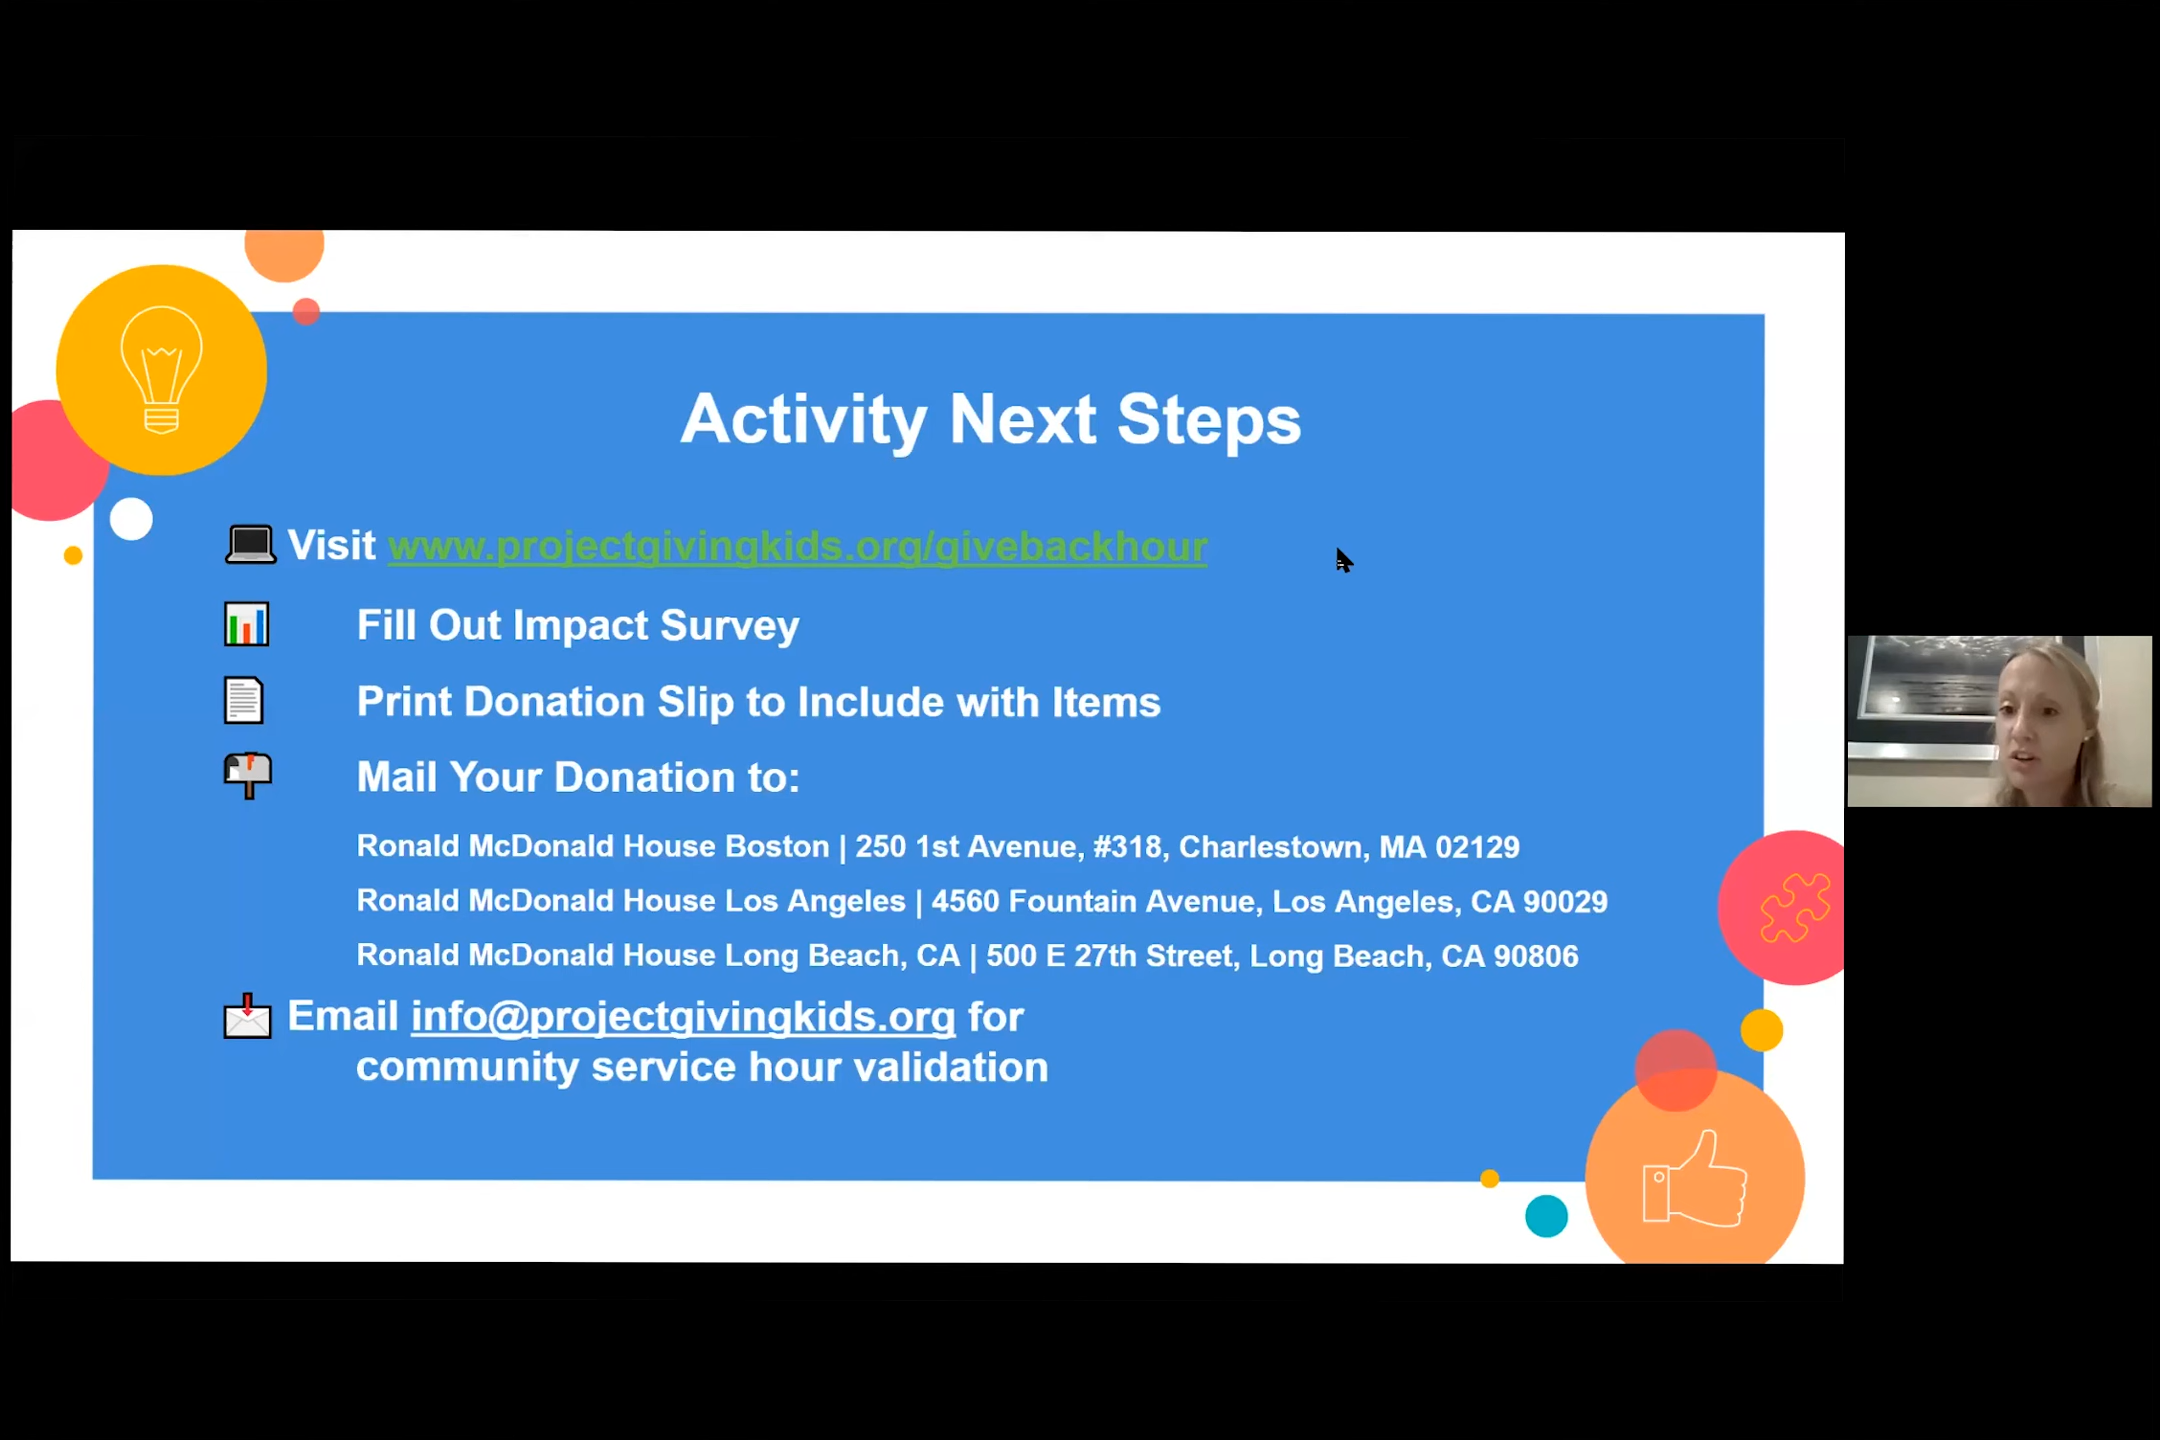 Activity Next Steps
Visit www.projectgivingkids.org/givebackhour
Fill Out Impact Survey
Print Donation Slip to Include with Items
Mail Your Donation to:
Ronald McDonald House Boston | 250 1st Avenue, #318, Charlestown, MA 02129
Ronald McDonald House Los Angeles | 4560 Fountain Avenue, Los Angeles, CA 90029
Ronald McDonald House Long Beach, CA | 500 E 27th Street, Long Beach, CA 90806
Email info@projectgivingkids.org for
community service hour validation